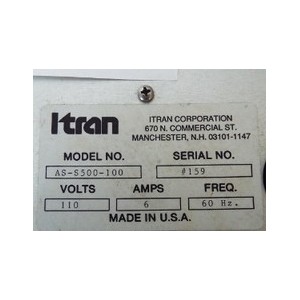 Itran
ITRAN CORPORATION
670 N. COMMERCIAL ST.
MANCHESTER, N.H. 03101-1147
MODEL NO. SERIAL NO.
AS-S500-100 #159
VOLTS AMPS FREQ.
110 6 60 Hz.
MADE IN U.S.A.